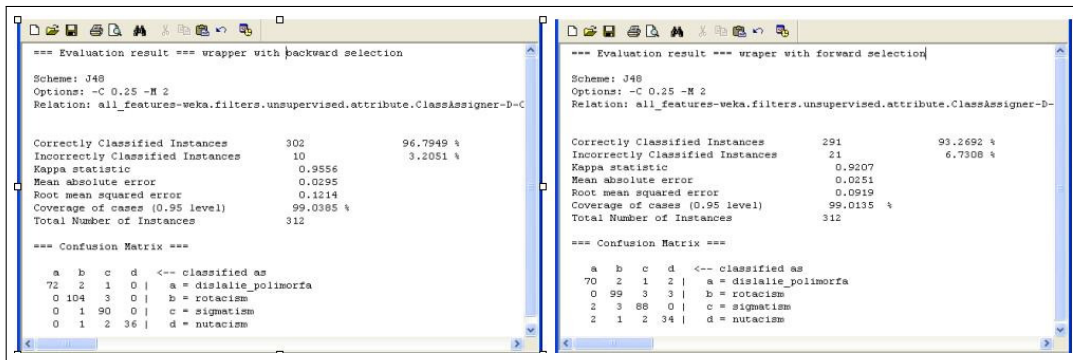 === Evaluation result === wrapper with backward selection
Scheme: J48
Options: -C 0.25 -M 2
Relation: all_features-weka.filters.unsupervised.attribute.ClassAssigner-D-C
Correctly Classified Instances 302 96.7949 %
Incorrectly Classified Instances 10 3.2051 %
Kappa statistic 0.9556
Mean absolute error 0.0295
Root mean squared error 0.1214
Coverage of cases (0.95 level) 99.0385 %
Total Number of Instances 312
=== Confusion Matrix ===
a b c d <-- classified as
72 2 1 0 | a = dislalie_polimorfa
0 104 3 0 | b = rotacism
0 1 90 0 | c = sigmatism
0 1 2 36 | d = nutacism
=== Evaluation result === wraper with forward selection
Scheme: J48
Options: -C 0.25 -M 2
Relation: all_features-weka.filters.unsupervised.attribute.ClassAssigner-D-
Correctly Classified Instances 291 93.2692 %
Incorrectly Classified Instances 21 6.7308 %
Kappa statistic 0.9207
Mean absolute error 0.0251
Root mean squared error 0.0919
Coverage of cases (0.95 level) 99.0135 %
Total Number of Instances 312
=== Confusion Matrix ===
a b c d <-- classified as
70 2 1 2 | a = dislalie_polimorfa
0 99 3 3 | b = rotacism
2 3 88 0 | c = sigmatism
2 1 2 34 | d = nutacism